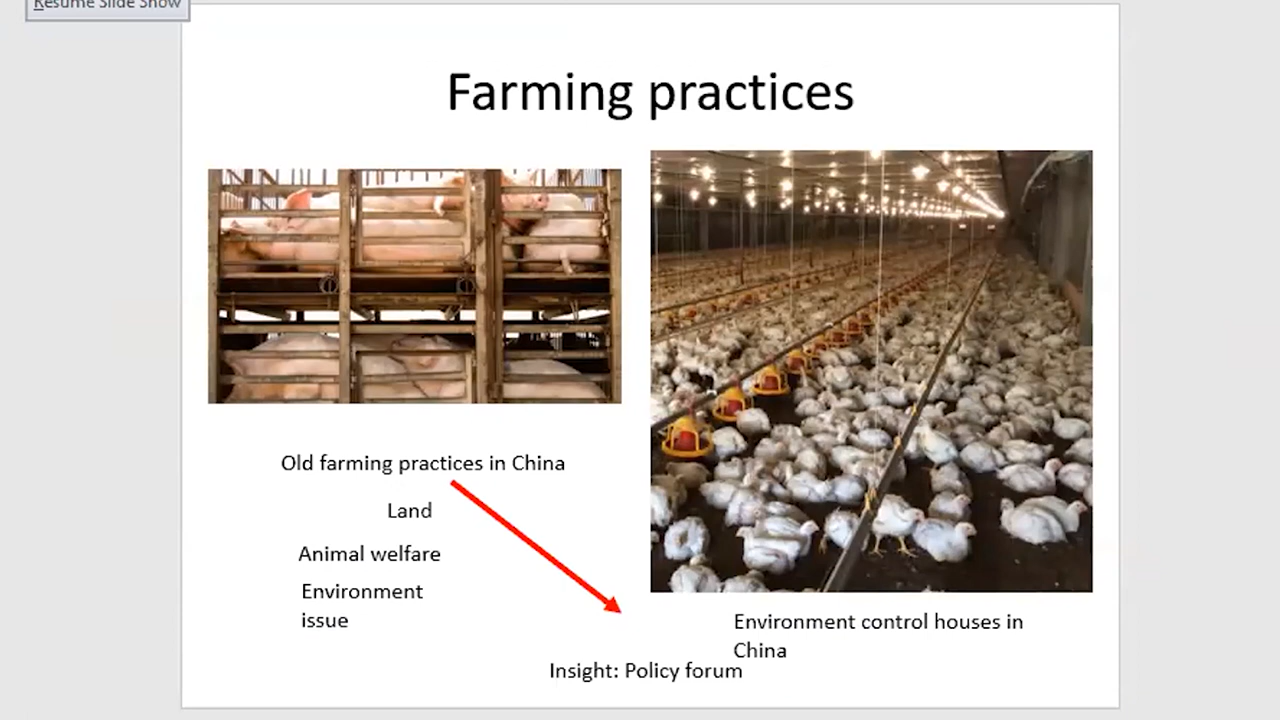 Resume Slide Show
Farming practices
Old farming practices in China
Land
Animal welfare
Environment
issue
Environment control houses in
China
Insight: Policy forum